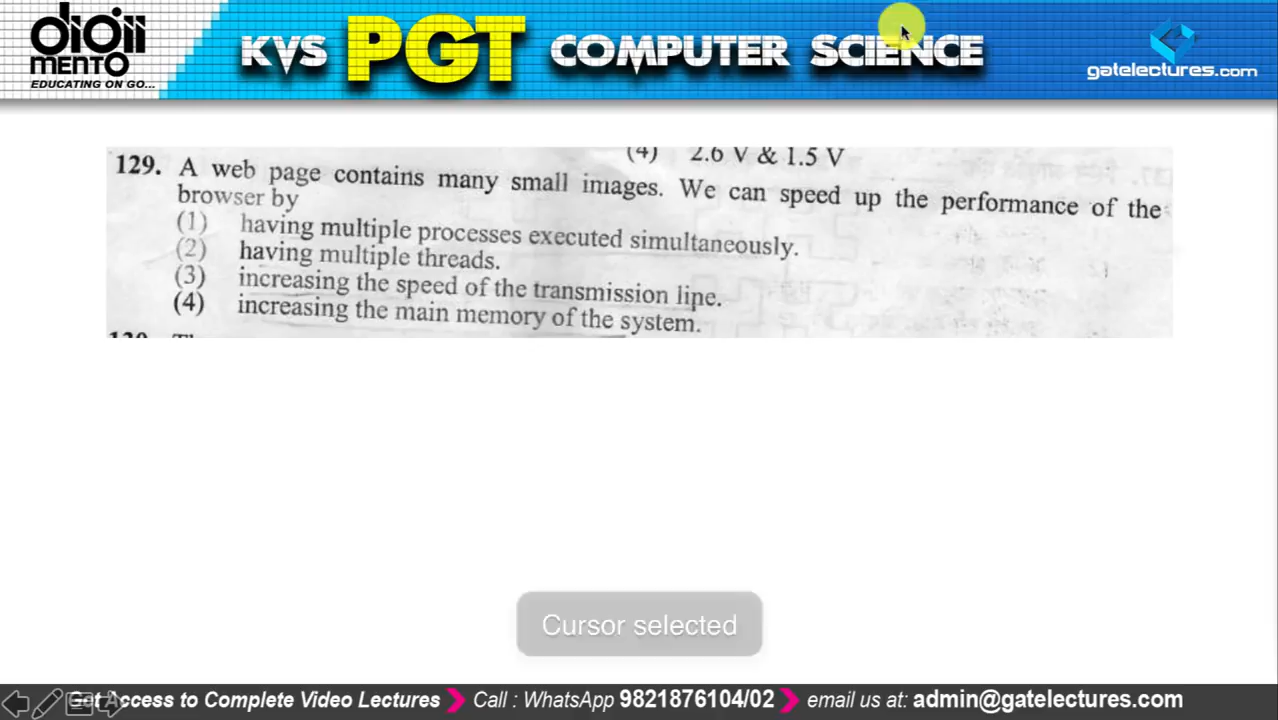 digii
MENTO
EDUCATING ON GO...
KVS PGT COMPUTER SCIENCE
gatelectures.com
(4) 2.6 V & 1.5 V
129. A web page contains many small images. We can speed up the performance of the
browser by
(1) having multiple processes executed simultaneously.
(2) having multiple threads.
(3) increasing the speed of the transmission line.
(4) increasing the main memory of the system.
Cursor selected
Get Access to Complete Video Lectures Call : WhatsApp 9821876104/02 email us at: admin@gatelectures.com